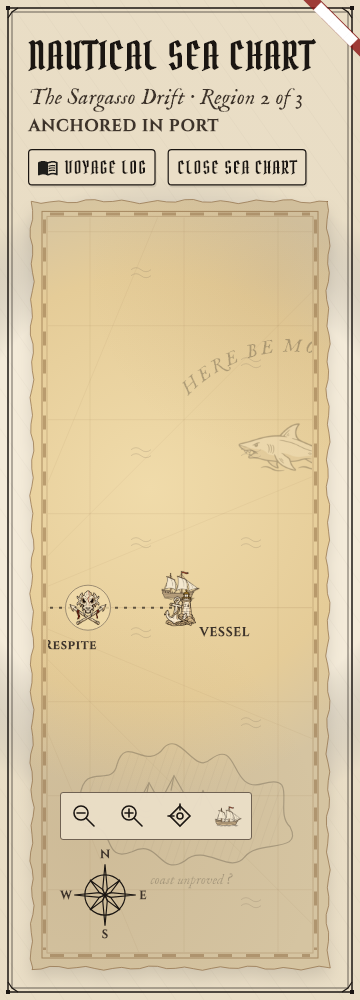 NAUTICAL SEA CHART
The Sargasso Drift · Region 2 of 3
ANCHORED IN PORT
VOYAGE LOG
CLOSE SEA CHART
HERE BE MO
VESSEL
RESPITE
coast unproved?
N
W E
S